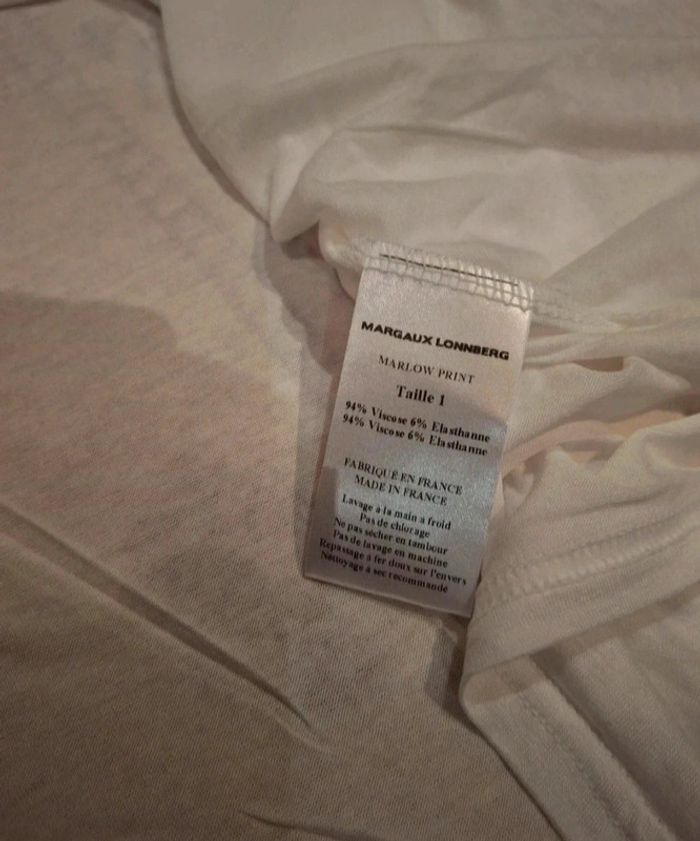 MARGAUX LONNBERG
MARLOW PRINT
Taille 1
94% Viscose 6% Elasthanne
94% Viscose 6% Elasthanne
FABRIQUÉ EN FRANCE
MADE IN FRANCE
Lavage à la main à froid
Pas de chlorage
Ne pas sécher en tambour
Pas de lavage en machine
Repassage à fer doux sur l'envers
Nettoyage à sec recommandé